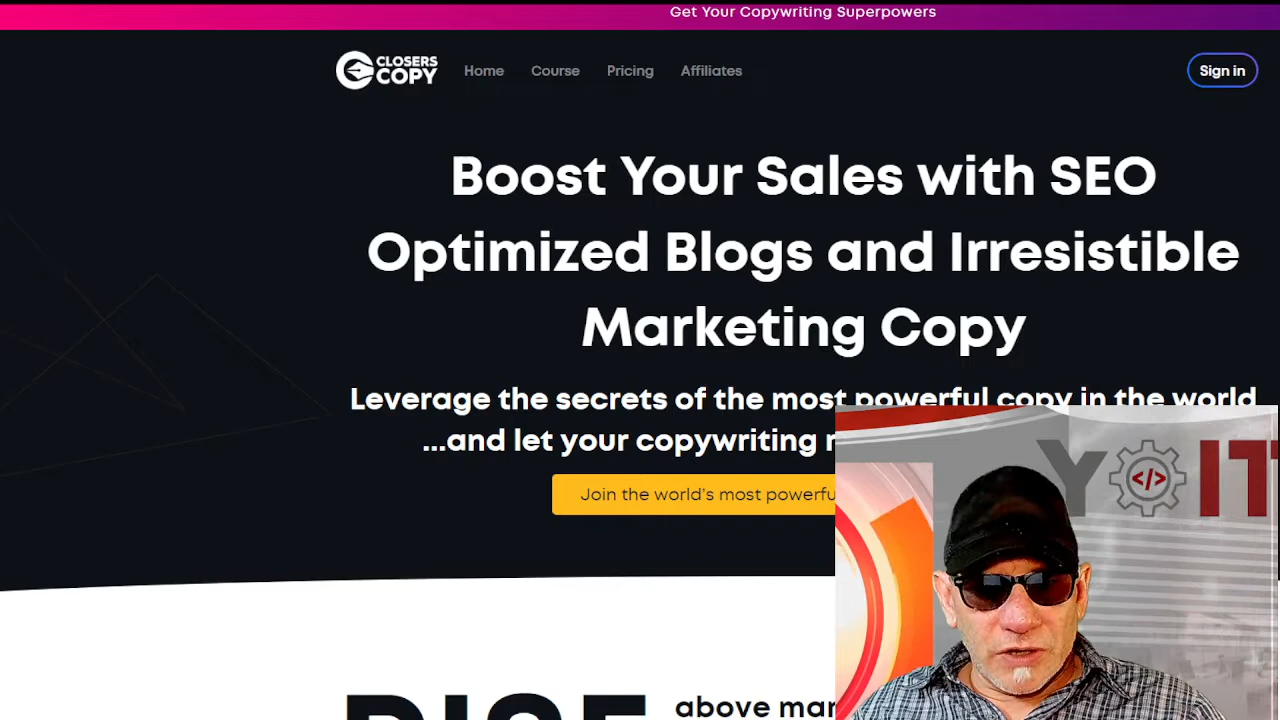 Get Your Copywriting Superpowers
CLOSERS
COPY
Home Course Pricing Affiliates
Sign in
Boost Your Sales with SEO
Optimized Blogs and Irresistible
Marketing Copy
Leverage the secrets of the most powerful copy in the world
...and let your copywriting
Join the world's most
above